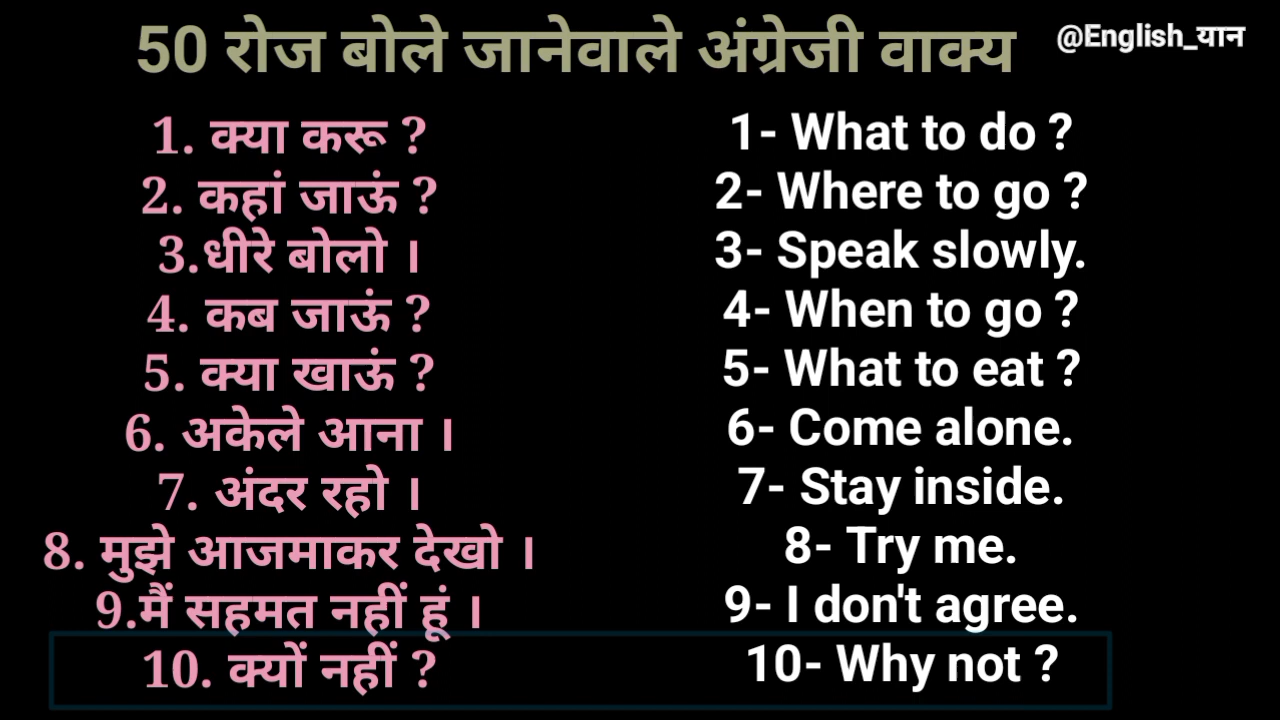 50 रोज बोले जानेवाले अंग्रेजी वाक्य
@English_यान
1. क्या करू ?
2. कहां जाऊं ?
3.धीरे बोलो ।
4. कब जाऊं ?
5. क्या खाऊं ?
6. अकेले आना ।
7. अंदर रहो ।
8. मुझे आजमाकर देखो ।
9.मैं सहमत नहीं हूं ।
10. क्यों नहीं ?
1- What to do ?
2- Where to go ?
3- Speak slowly.
4- When to go ?
5- What to eat ?
6- Come alone.
7- Stay inside.
8- Try me.
9- I don't agree.
10- Why not ?